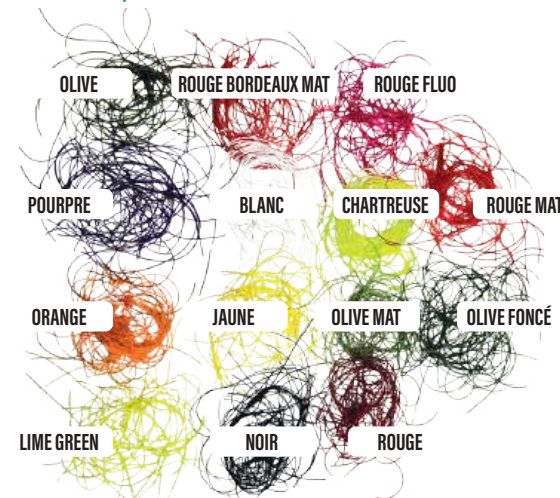 OLIVE
ROUGE BORDEAUX MAT
ROUGE FLUO
POURPRE
BLANC
CHARTREUSE
ROUGE MAT
ORANGE
JAUNE
OLIVE MAT
OLIVE FONCÉ
LIME GREEN
NOIR
ROUGE